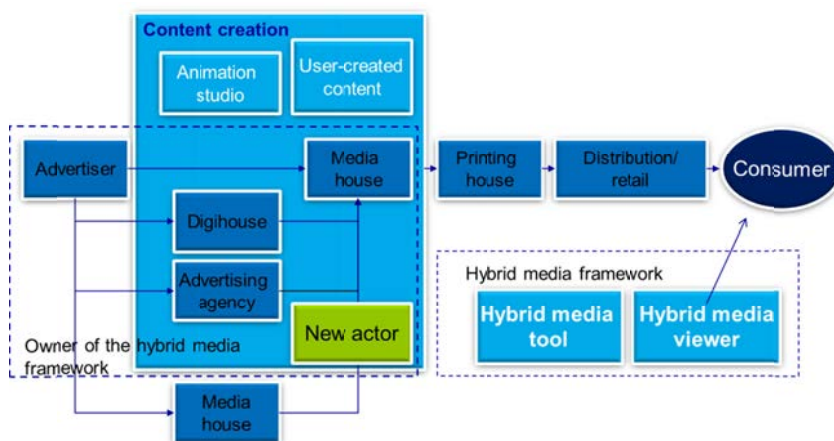 Content creation
Animation
studio
User-created
content
Advertiser
Media
house
Printing
house
Distribution/
retail
Consumer
Digihouse
Advertising
agency
New actor
Owner of the hybrid media
framework
Media
house
Hybrid media framework
Hybrid media
tool
Hybrid media
viewer